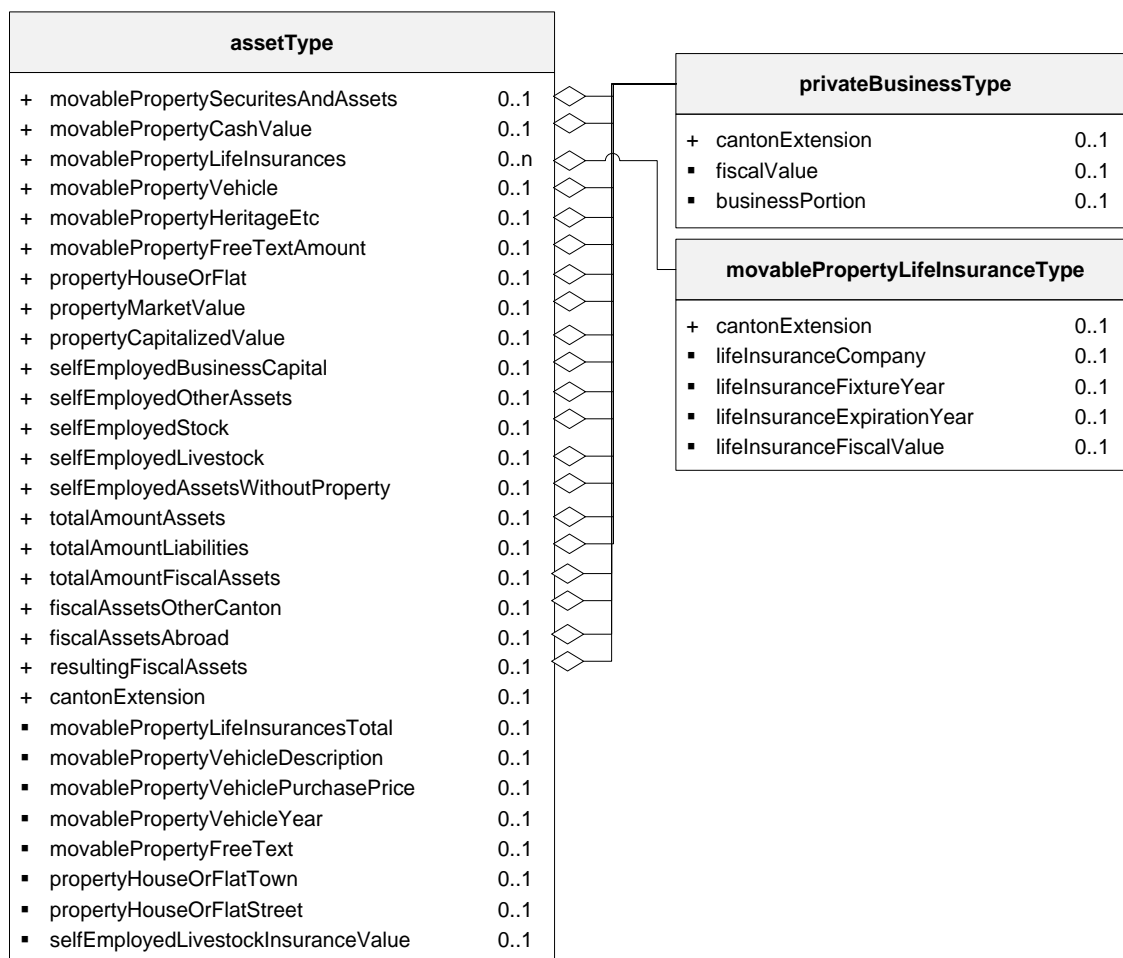 assetType
+ movablePropertySecuritesAndAssets 0..1
+ movablePropertyCashValue 0..1
+ movablePropertyLifeInsurances 0..n
+ movablePropertyVehicle 0..1
+ movablePropertyHeritageEtc 0..1
+ movablePropertyFreeTextAmount 0..1
+ propertyHouseOrFlat 0..1
+ propertyMarketValue 0..1
+ propertyCapitalizedValue 0..1
+ selfEmployedBusinessCapital 0..1
+ selfEmployedOtherAssets 0..1
+ selfEmployedStock 0..1
+ selfEmployedLivestock 0..1
+ selfEmployedAssetsWithoutProperty 0..1
+ totalAmountAssets 0..1
+ totalAmountLiabilities 0..1
+ totalAmountFiscalAssets 0..1
+ fiscalAssetsOtherCanton 0..1
+ fiscalAssetsAbroad 0..1
+ resultingFiscalAssets 0..1
+ cantonExtension 0..1
▪ movablePropertyLifeInsurancesTotal 0..1
▪ movablePropertyVehicleDescription 0..1
▪ movablePropertyVehiclePurchasePrice 0..1
▪ movablePropertyVehicleYear 0..1
▪ movablePropertyFreeText 0..1
▪ propertyHouseOrFlatTown 0..1
▪ propertyHouseOrFlatStreet 0..1
▪ selfEmployedLivestockInsuranceValue 0..1
privateBusinessType
+ cantonExtension 0..1
▪ fiscalValue 0..1
▪ businessPortion 0..1
movablePropertyLifeInsuranceType
+ cantonExtension 0..1
▪ lifeInsuranceCompany 0..1
▪ lifeInsuranceFixtureYear 0..1
▪ lifeInsuranceExpirationYear 0..1
▪ lifeInsuranceFiscalValue 0..1